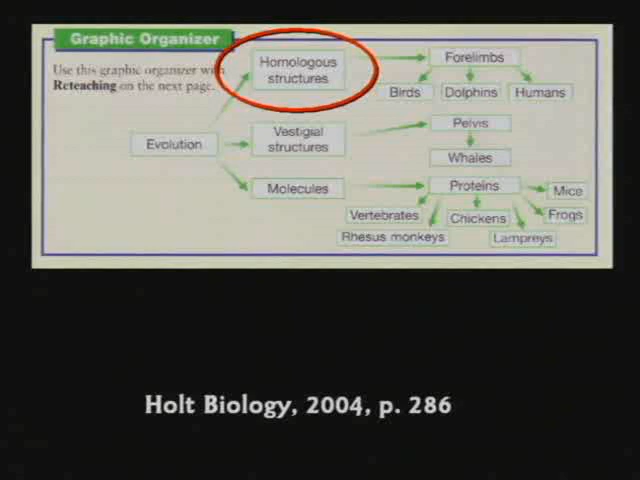 Graphic Organizer
Use this graphic organizer with
Reteaching on the next page.
Homologous
structures
Forelimbs
Birds
Dolphins
Humans
Evolution
Vestigial
structures
Pelvis
Whales
Molecules
Proteins
Mice
Vertebrates
Chickens
Frogs
Rhesus monkeys
Lampreys
Holt Biology, 2004, p. 286